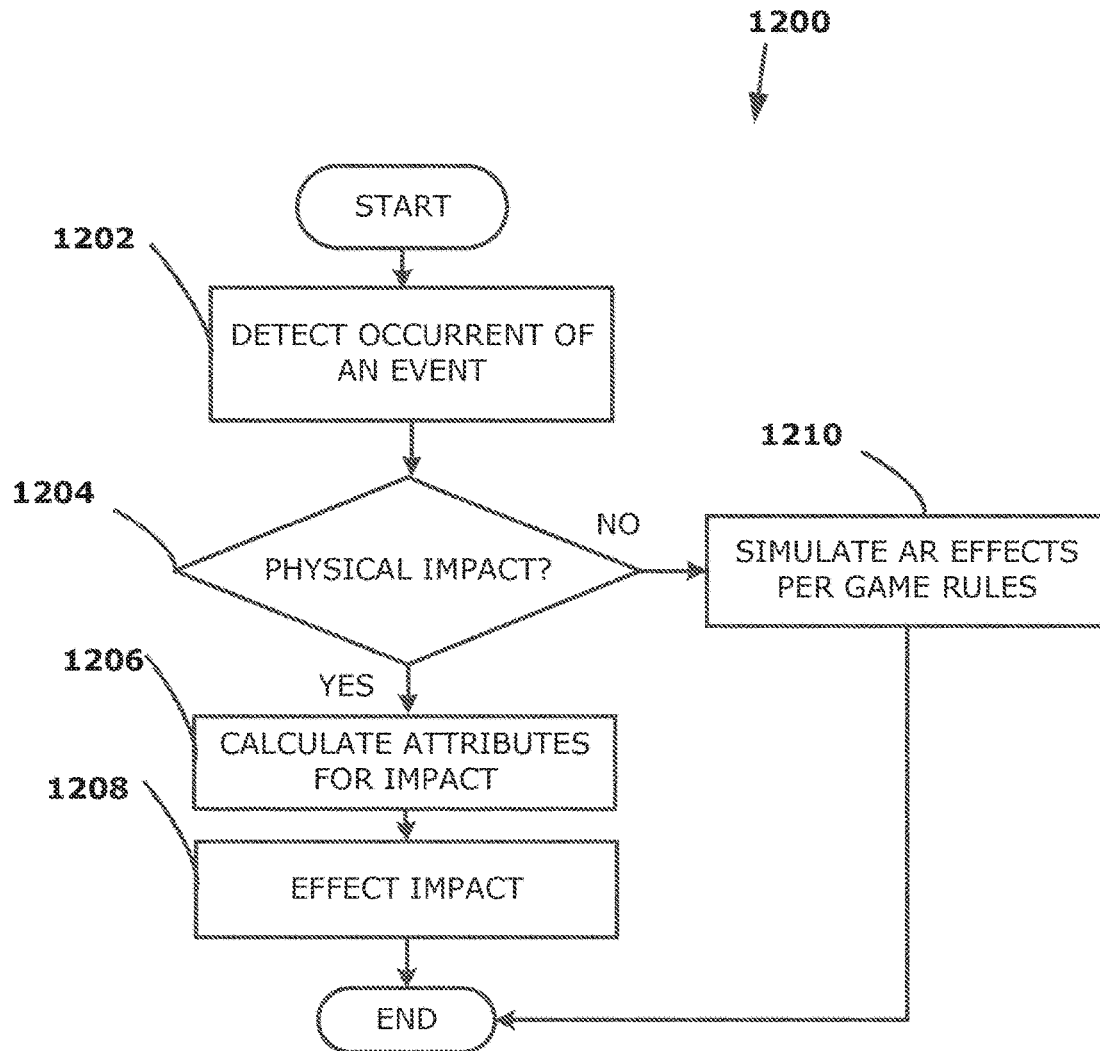 1200
START
1202
DETECT OCCURRENT OF
AN EVENT
1204
PHYSICAL IMPACT?
NO
1210
SIMULATE AR EFFECTS
PER GAME RULES
YES
1206
CALCULATE ATTRIBUTES
FOR IMPACT
1208
EFFECT IMPACT
END